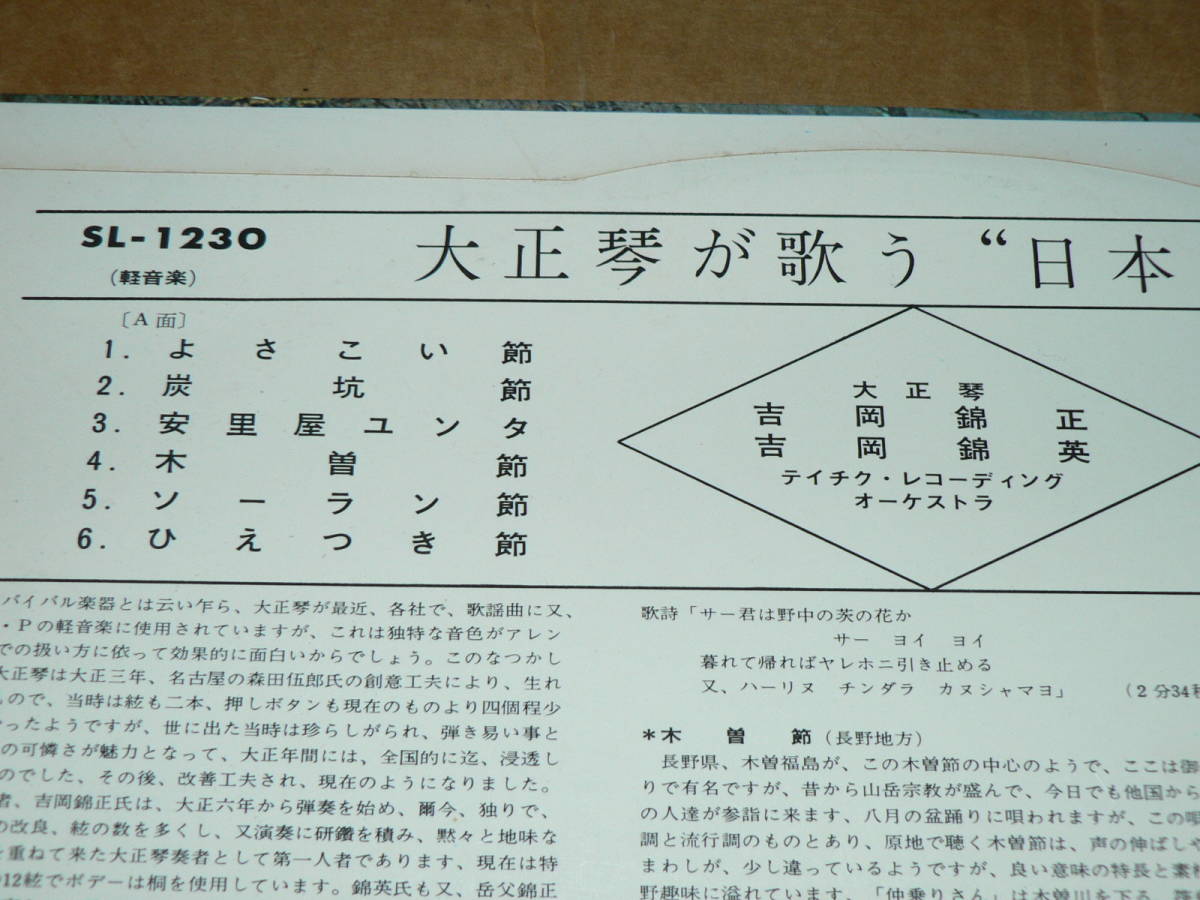 SL-1230
(軽音楽)
大正琴が歌う“日本
〔A面〕
1. よさこい節
2. 炭坑節
3. 安里屋ユンタ
4. 木曽節
5. ソーラン節
6. ひえつき節
大正琴
吉岡錦正
吉岡錦英
テイチク・レコーディング
オーケストラ
バイバル楽器とは云い乍ら、大正琴が最近、各社で、歌謡曲に又、
・Pの軽音楽に使用されていますが、これは独特な音色がアレン
での扱い方に依って効果的に面白いからでしょう。このなつかし
大正琴は大正三年、名古屋の森田伍郎氏の創意工夫により、生れ
もので、当時は絃も二本、押しボタンも現在のものより四個程少
かったようですが、世に出た当時は珍らしがられ、弾き易い事と
の可憐さが魅力となって、大正年間には、全国的に迄、浸透し
のでした、その後、改善工夫され、現在のようになりました。
者、吉岡錦正氏は、大正六年から弾奏を始め、爾今、独りで、
の改良、絃の数を多くし、又演奏に研鑽を積み、黙々と地味な
を重ねて来た大正琴奏者として第一人者であります、現在は特
12絃でボデーは桐を使用しています。錦英氏も又、岳父錦正
歌詩「サー君は野中の茨の花か
サー ヨイ ヨイ
暮れて帰ればヤレホニ引き止める
又、ハーリヌ チンダラ カヌシャマヨ」 (2分34秒
*木曽節(長野地方)
長野県、木曽福島が、この木曽節の中心のようで、ここは御
りで有名ですが、昔から山岳宗教が盛んで、今日でも他国から
の人達が参詣に来ます、八月の盆踊りに唄われますが、この唄
調と流行調のものとあり、原地で聴く木曽節は、声の伸ばしや
まわしが、少し違っているようですが、良い意味の特長と素朴
野趣味に溢れています、「仲乗りさん」は木曽川を下る、筏